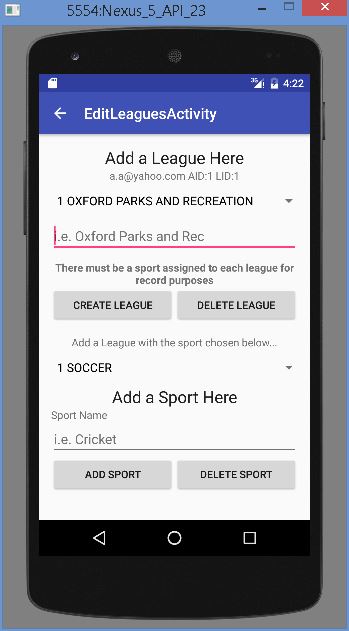 5554:Nexus_5_API_23
3G 4:22
EditLeaguesActivity
Add a League Here
a.a@yahoo.com AID:1 LID:1
1 OXFORD PARKS AND RECREATION
i.e. Oxford Parks and Rec
There must be a sport assigned to each league for
record purposes
CREATE LEAGUE DELETE LEAGUE
Add a League with the sport chosen below...
1 SOCCER
Add a Sport Here
Sport Name
i.e. Cricket
ADD SPORT DELETE SPORT